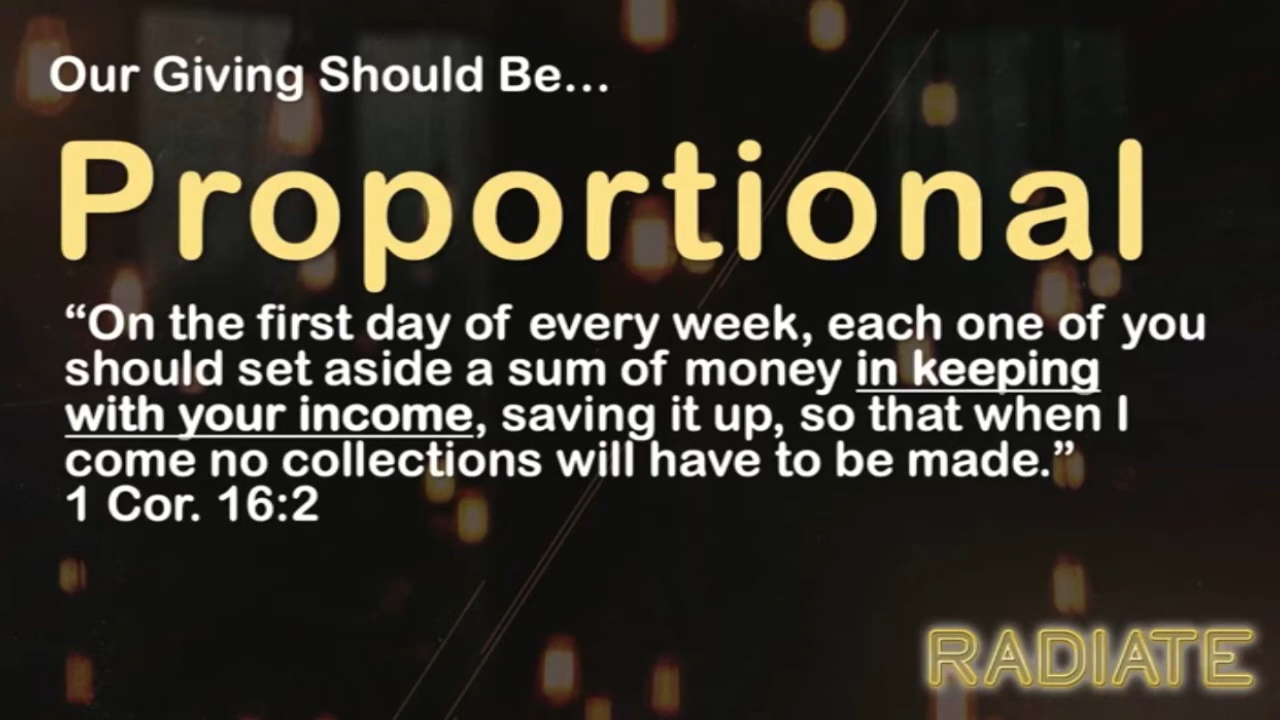 Our Giving Should Be...
Proportional
“On the first day of every week, each one of you
should set aside a sum of money in keeping
with your income, saving it up, so that when I
come no collections will have to be made.”
1 Cor. 16:2
RADIATE